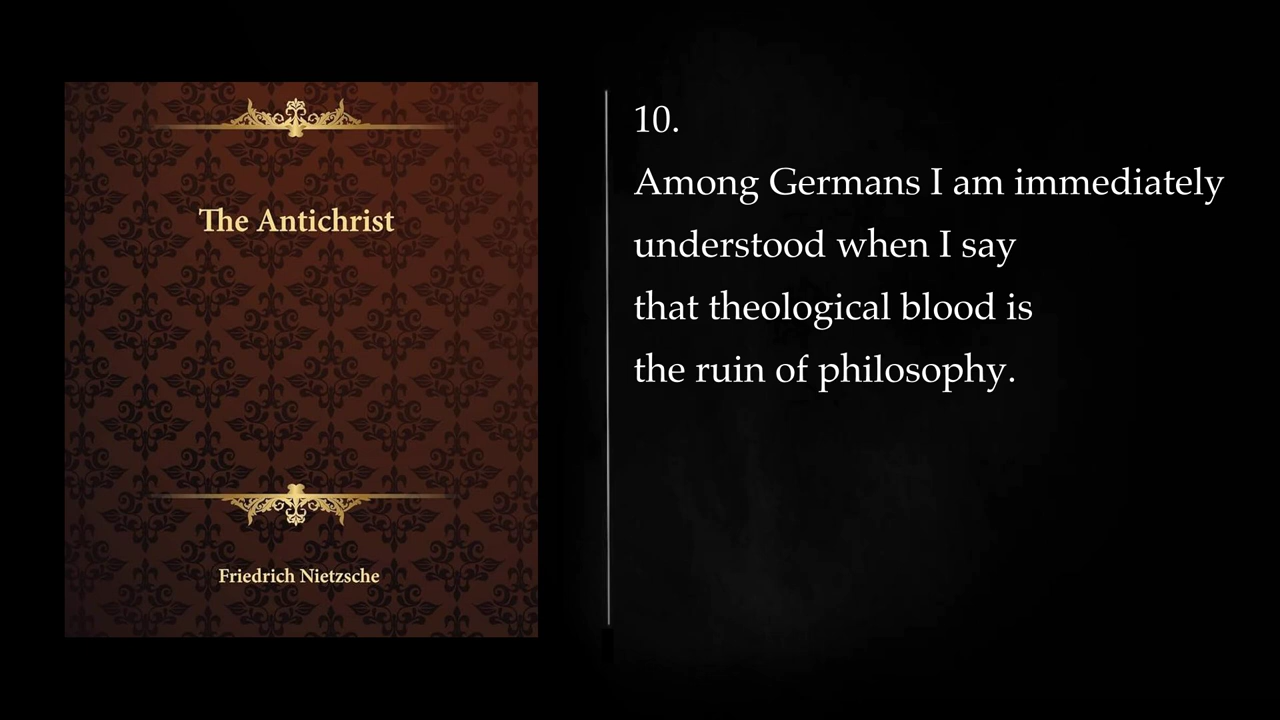 The Antichrist
Friedrich Nietzsche
10.
Among Germans I am immediately
understood when I say
that theological blood is
the ruin of philosophy.